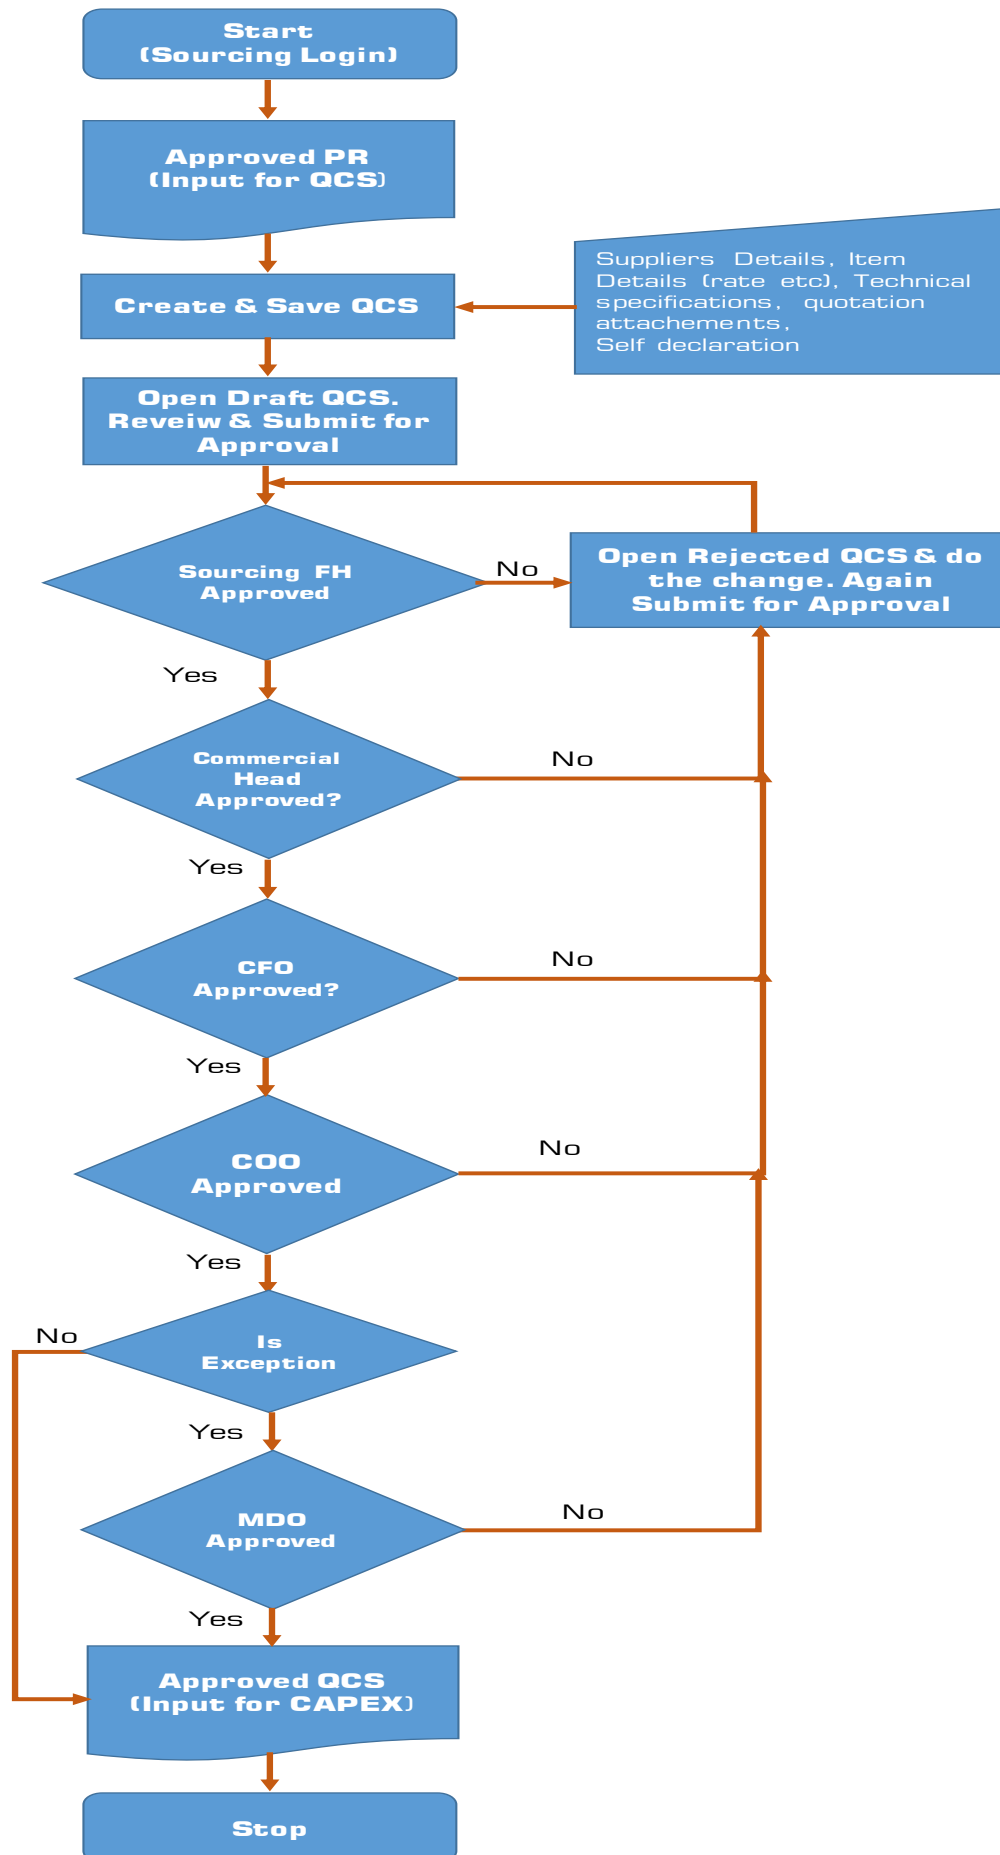 Start
(Sourcing Login)
Approved PR
(Input for QCS)
Suppliers Details, Item
Details (rate etc), Technical
specifications, quotation
attachements,
Self declaration
Create & Save QCS
Open Draft QCS.
Reveiw & Submit for
Approval
Sourcing FH
Approved
No
Open Rejected QCS & do
the change. Again
Submit for Approval
Yes
Commercial
Head
Approved?
No
Yes
CFO
Approved?
No
Yes
COO
Approved
No
Yes
Is
Exception
No
Yes
MDO
Approved
No
Yes
Approved QCS
(Input for CAPEX)
Stop